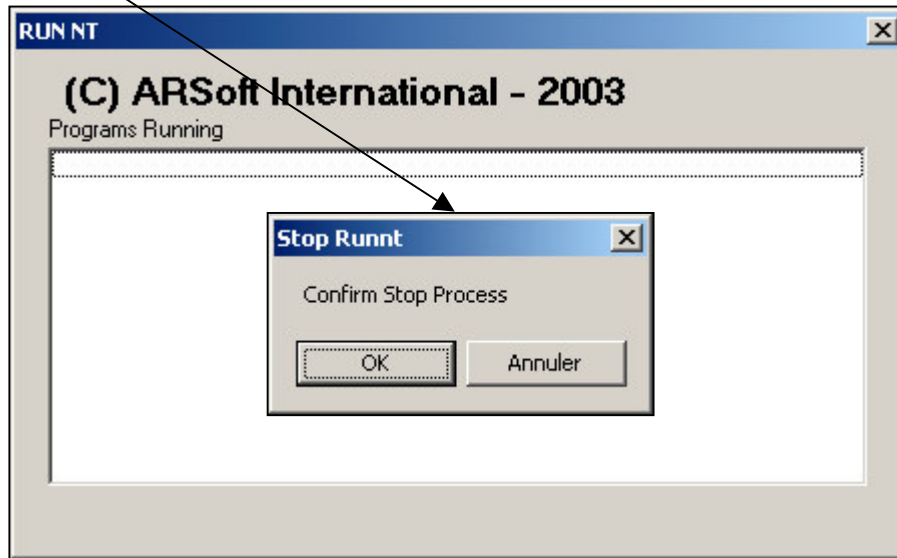 RUN NT
(C) ARSoft International - 2003
Programs Running
Stop Runnt
Confirm Stop Process
OK Annuler